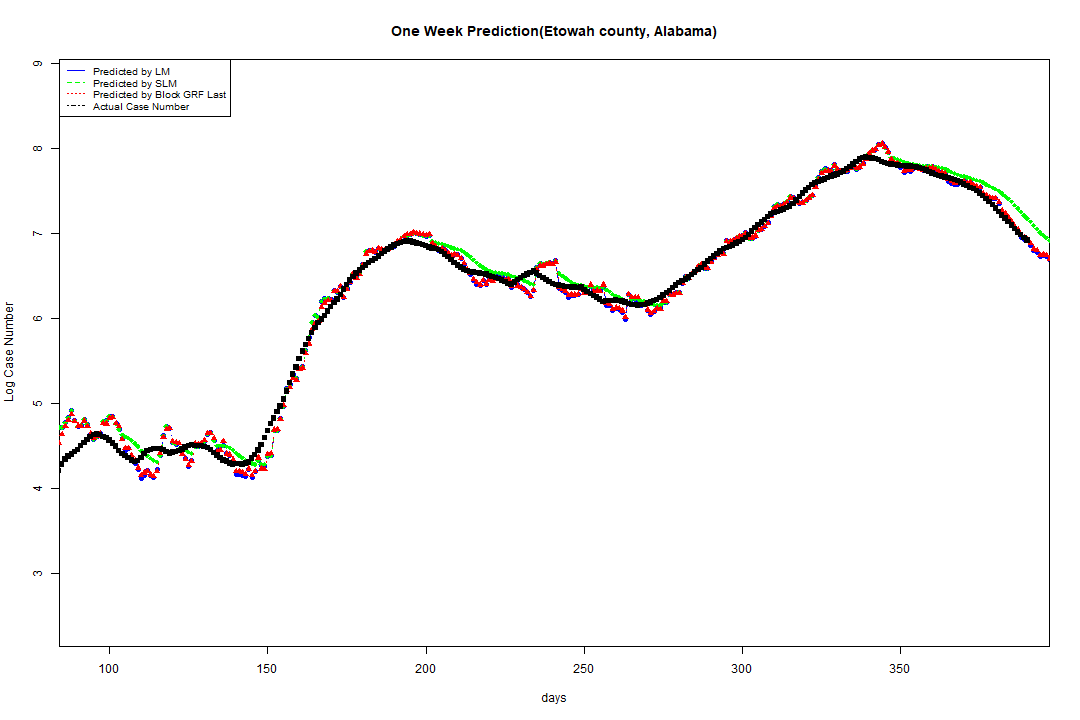 One Week Prediction(Etowah county, Alabama)
Predicted by LM
Predicted by SLM
Predicted by Block GRF Last
Actual Case Number
9
8
7
6
5
4
3
Log Case Number
100 150 200 250 300 350
days